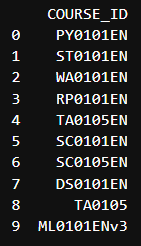 COURSE_ID
0 PY0101EN
1 ST0101EN
2 WA0101EN
3 RP0101EN
4 TA0105EN
5 SC0101EN
6 SC0105EN
7 DS0101EN
8 TA0105
9 ML0101ENv3